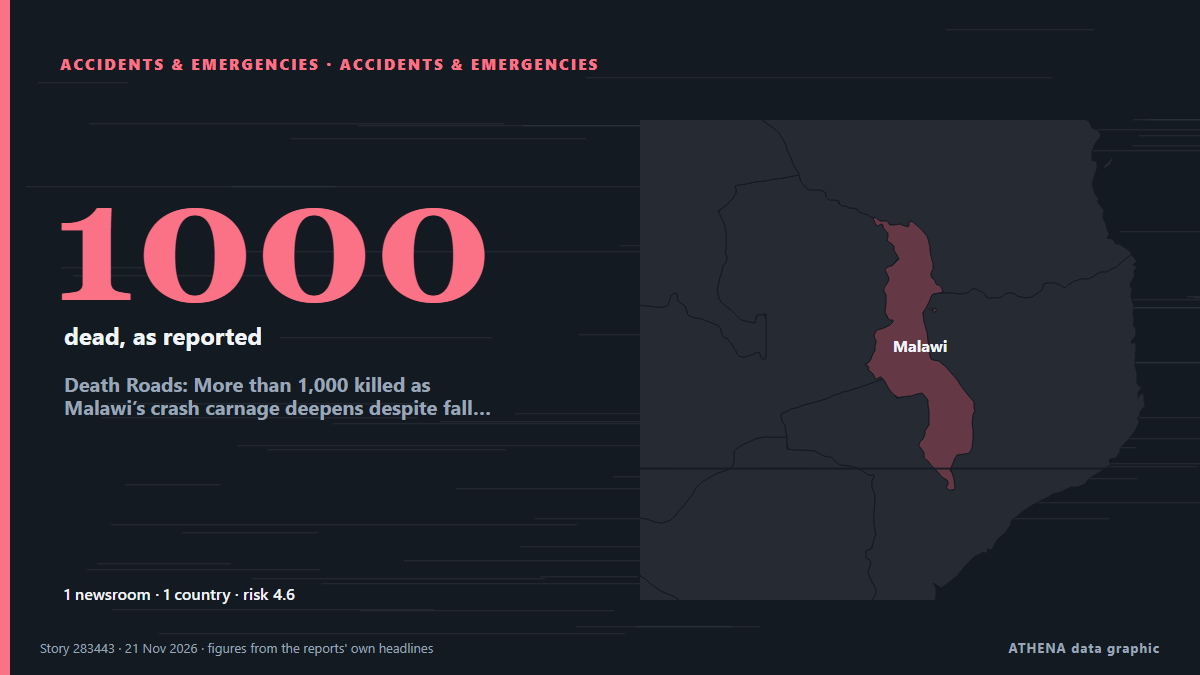 ACCIDENTS & EMERGENCIES · ACCIDENTS & EMERGENCIES
1000
dead, as reported
Death Roads: More than 1,000 killed as
Malawi’s crash carnage deepens despite fall…
Malawi
1 newsroom · 1 country · risk 4.6
Story 283443 · 21 Nov 2026 · figures from the reports' own headlines
ATHENA data graphic